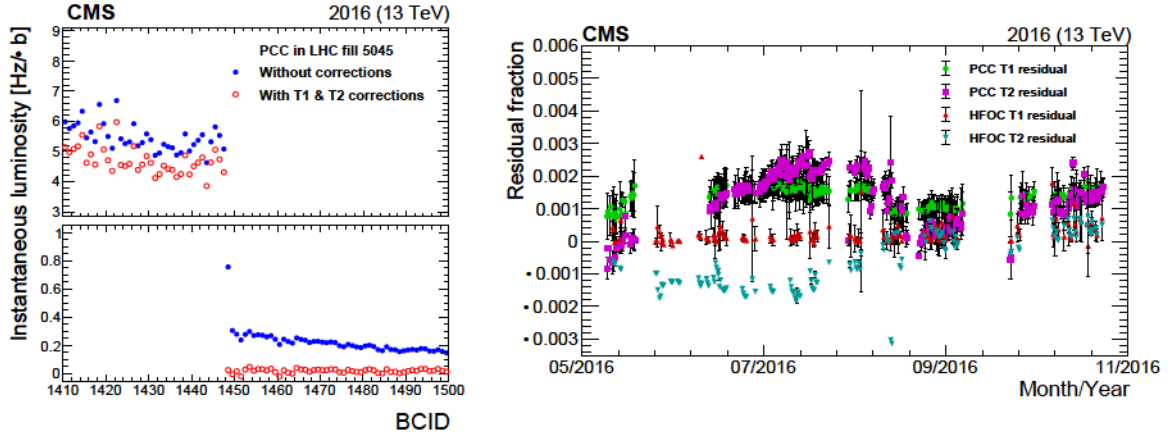 CMS 2016 (13 TeV)
Instantaneous luminosity [Hz/• b]
9
8
7
6
5
4
3
PCC in LHC fill 5045
Without corrections
With T1 & T2 corrections
1
0.8
0.6
0.4
0.2
0
1410 1420 1430 1440 1450 1460 1470 1480 1490 1500
BCID
CMS 2016 (13 TeV)
Residual fraction
0.006
0.005
0.004
0.003
0.002
0.001
0
• 0.001
• 0.002
• 0.003
PCC T1 residual
PCC T2 residual
HFOC T1 residual
HFOC T2 residual
05/2016 07/2016 09/2016 11/2016
Month/Year